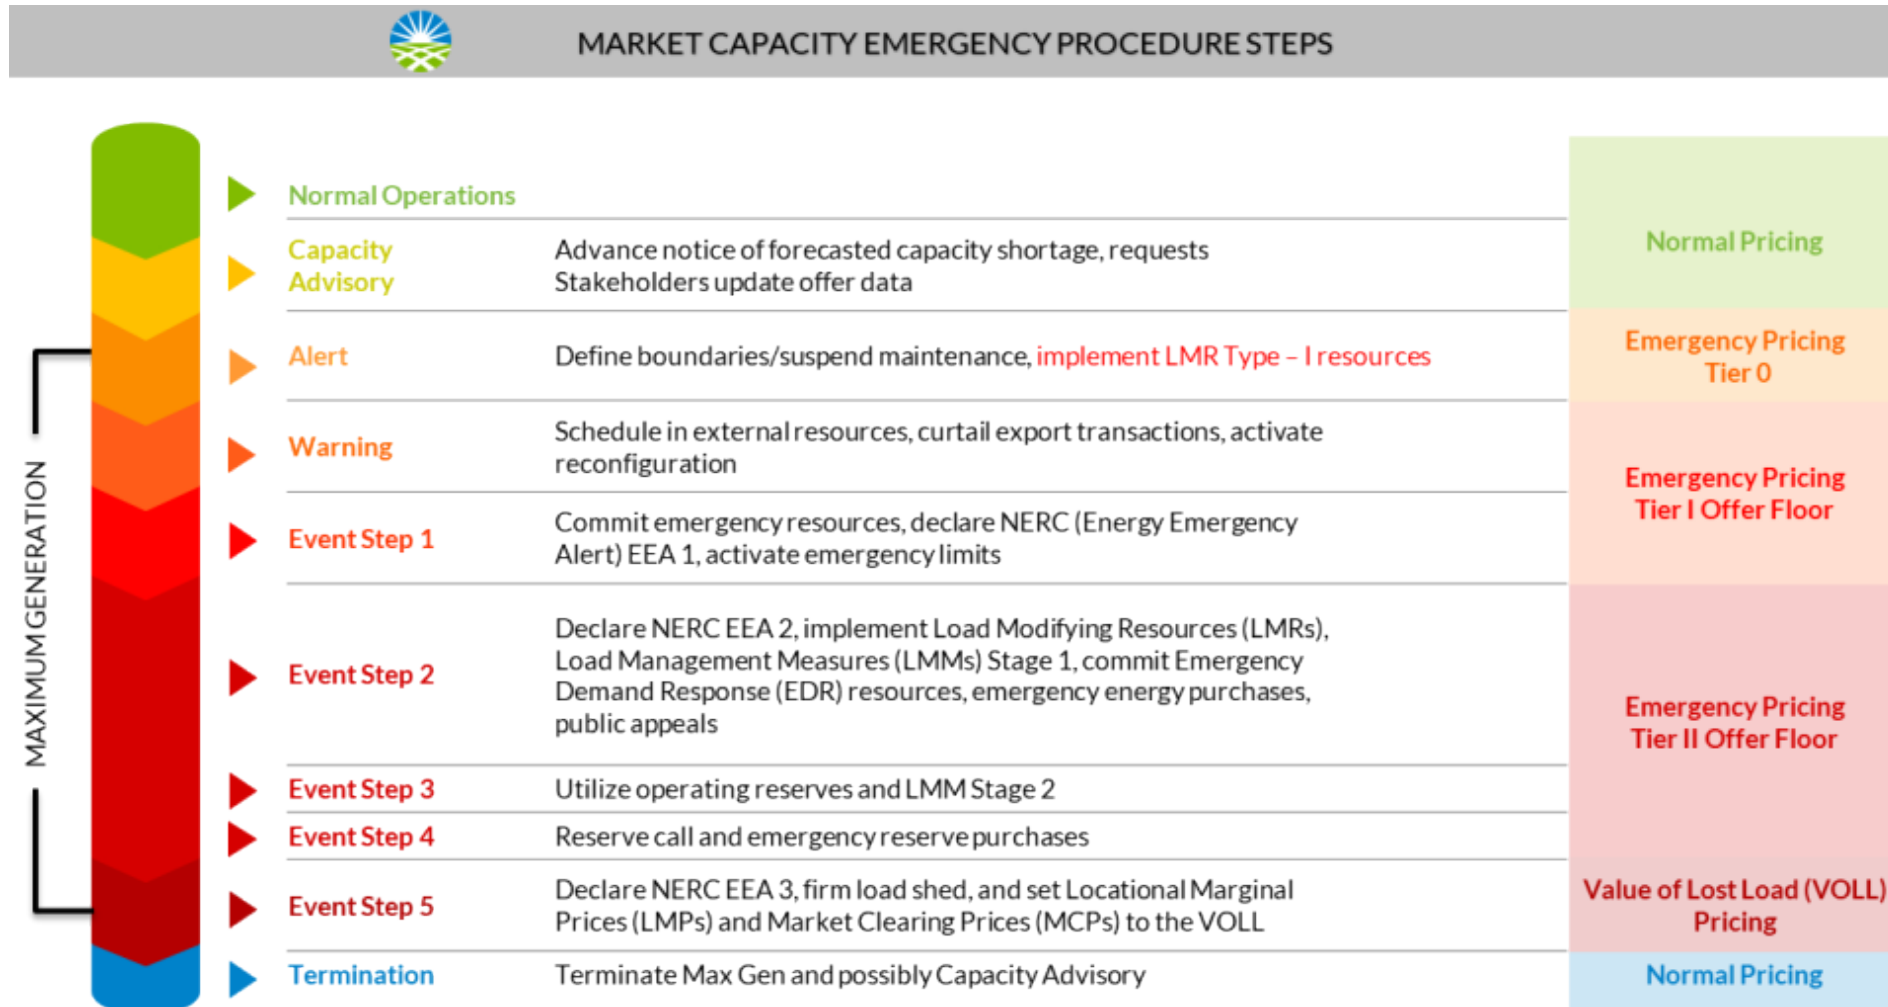 MARKET CAPACITY EMERGENCY PROCEDURE STEPS
MAXIMUM GENERATION
Normal Operations
Normal Pricing
Capacity
Advisory
Advance notice of forecasted capacity shortage, requests
Stakeholders update offer data
Alert
Define boundaries/suspend maintenance, implement LMR Type – I resources
Emergency Pricing
Tier 0
Warning
Schedule in external resources, curtail export transactions, activate
reconfiguration
Emergency Pricing
Tier I Offer Floor
Event Step 1
Commit emergency resources, declare NERC (Energy Emergency
Alert) EEA 1, activate emergency limits
Event Step 2
Declare NERC EEA 2, implement Load Modifying Resources (LMRs),
Load Management Measures (LMMs) Stage 1, commit Emergency
Demand Response (EDR) resources, emergency energy purchases,
public appeals
Emergency Pricing
Tier II Offer Floor
Event Step 3
Utilize operating reserves and LMM Stage 2
Event Step 4
Reserve call and emergency reserve purchases
Event Step 5
Declare NERC EEA 3, firm load shed, and set Locational Marginal
Prices (LMPs) and Market Clearing Prices (MCPs) to the VOLL
Value of Lost Load (VOLL)
Pricing
Termination
Terminate Max Gen and possibly Capacity Advisory
Normal Pricing